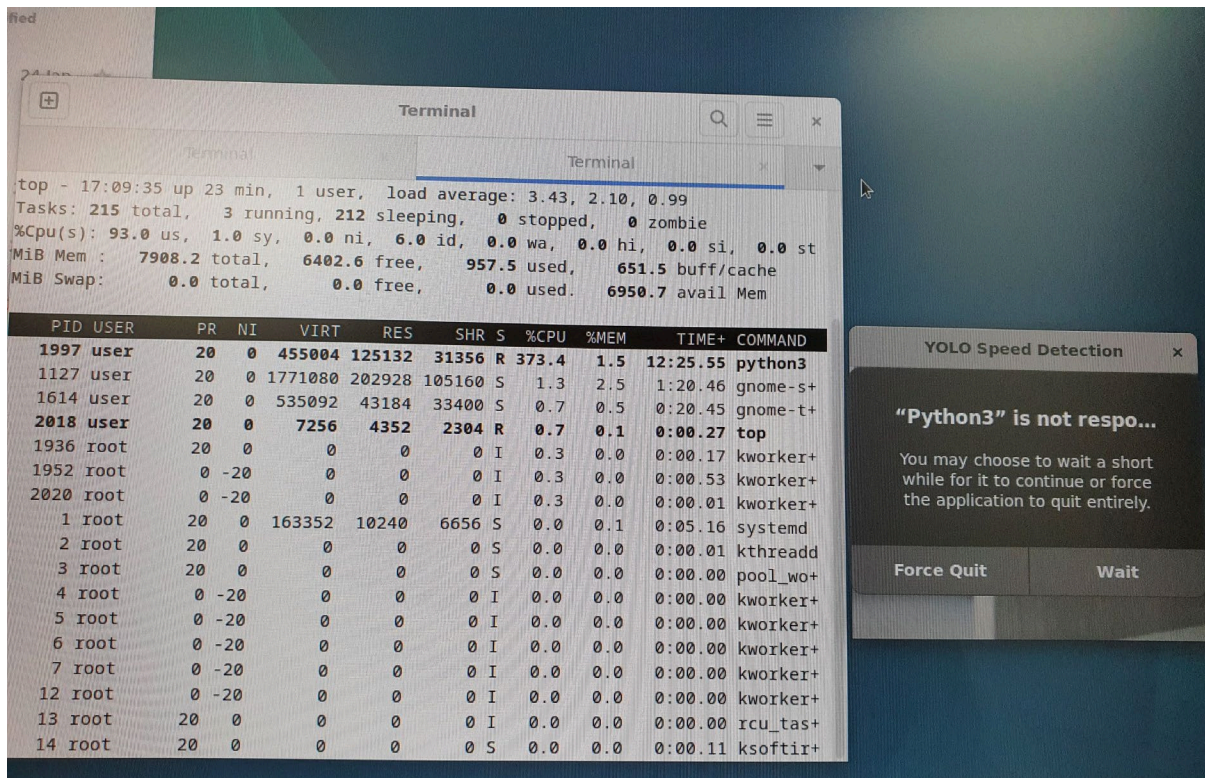 fied
24 Jan
Terminal
Terminal
Terminal
top - 17:09:35 up 23 min, 1 user, load average: 3.43, 2.10, 0.99
Tasks: 215 total, 3 running, 212 sleeping, 0 stopped, 0 zombie
%Cpu(s): 93.0 us, 1.0 sy, 0.0 ni, 6.0 id, 0.0 wa, 0.0 hi, 0.0 si, 0.0 st
MiB Mem : 7908.2 total, 6402.6 free, 957.5 used, 651.5 buff/cache
MiB Swap: 0.0 total, 0.0 free, 0.0 used. 6950.7 avail Mem
PID USER PR NI VIRT RES SHR S %CPU %MEM TIME+ COMMAND
1997 user 20 0 455004 125132 31356 R 373.4 1.5 12:25.55 python3
1127 user 20 0 1771080 202928 105160 S 1.3 2.5 1:20.46 gnome-s+
1614 user 20 0 535092 43184 33400 S 0.7 0.5 0:20.45 gnome-t+
2018 user 20 0 7256 4352 2304 R 0.7 0.1 0:00.27 top
1936 root 20 0 0 0 0 I 0.3 0.0 0:00.17 kworker+
1952 root 0 -20 0 0 0 I 0.3 0.0 0:00.53 kworker+
2020 root 0 -20 0 0 0 I 0.3 0.0 0:00.01 kworker+
1 root 20 0 163352 10240 6656 S 0.0 0.1 0:05.16 systemd
2 root 20 0 0 0 0 S 0.0 0.0 0:00.01 kthreadd
3 root 20 0 0 0 0 S 0.0 0.0 0:00.00 pool_wo+
4 root 0 -20 0 0 0 I 0.0 0.0 0:00.00 kworker+
5 root 0 -20 0 0 0 I 0.0 0.0 0:00.00 kworker+
6 root 0 -20 0 0 0 I 0.0 0.0 0:00.00 kworker+
7 root 0 -20 0 0 0 I 0.0 0.0 0:00.00 kworker+
12 root 0 -20 0 0 0 I 0.0 0.0 0:00.00 kworker+
13 root 20 0 0 0 0 I 0.0 0.0 0:00.00 rcu_tas+
14 root 20 0 0 0 0 S 0.0 0.0 0:00.11 ksoftir+
YOLO Speed Detection
“Python3” is not respo...
You may choose to wait a short
while for it to continue or force
the application to quit entirely.
Force Quit
Wait